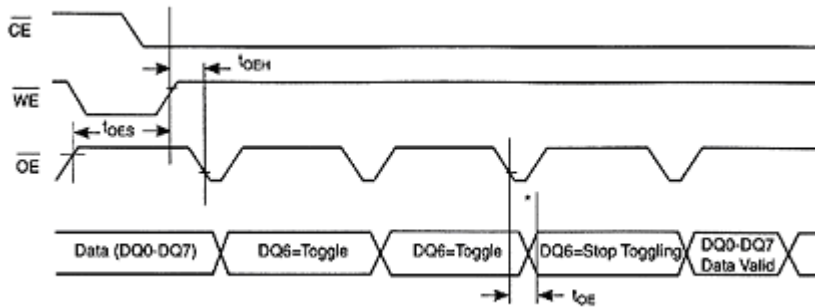 CE
tOEH
WE
tOES
OE
*
Data (DQ0-DQ7) DQ6=Toggle DQ6=Toggle DQ6=Stop Toggling DQ0-DQ7
Data Valid
tOE